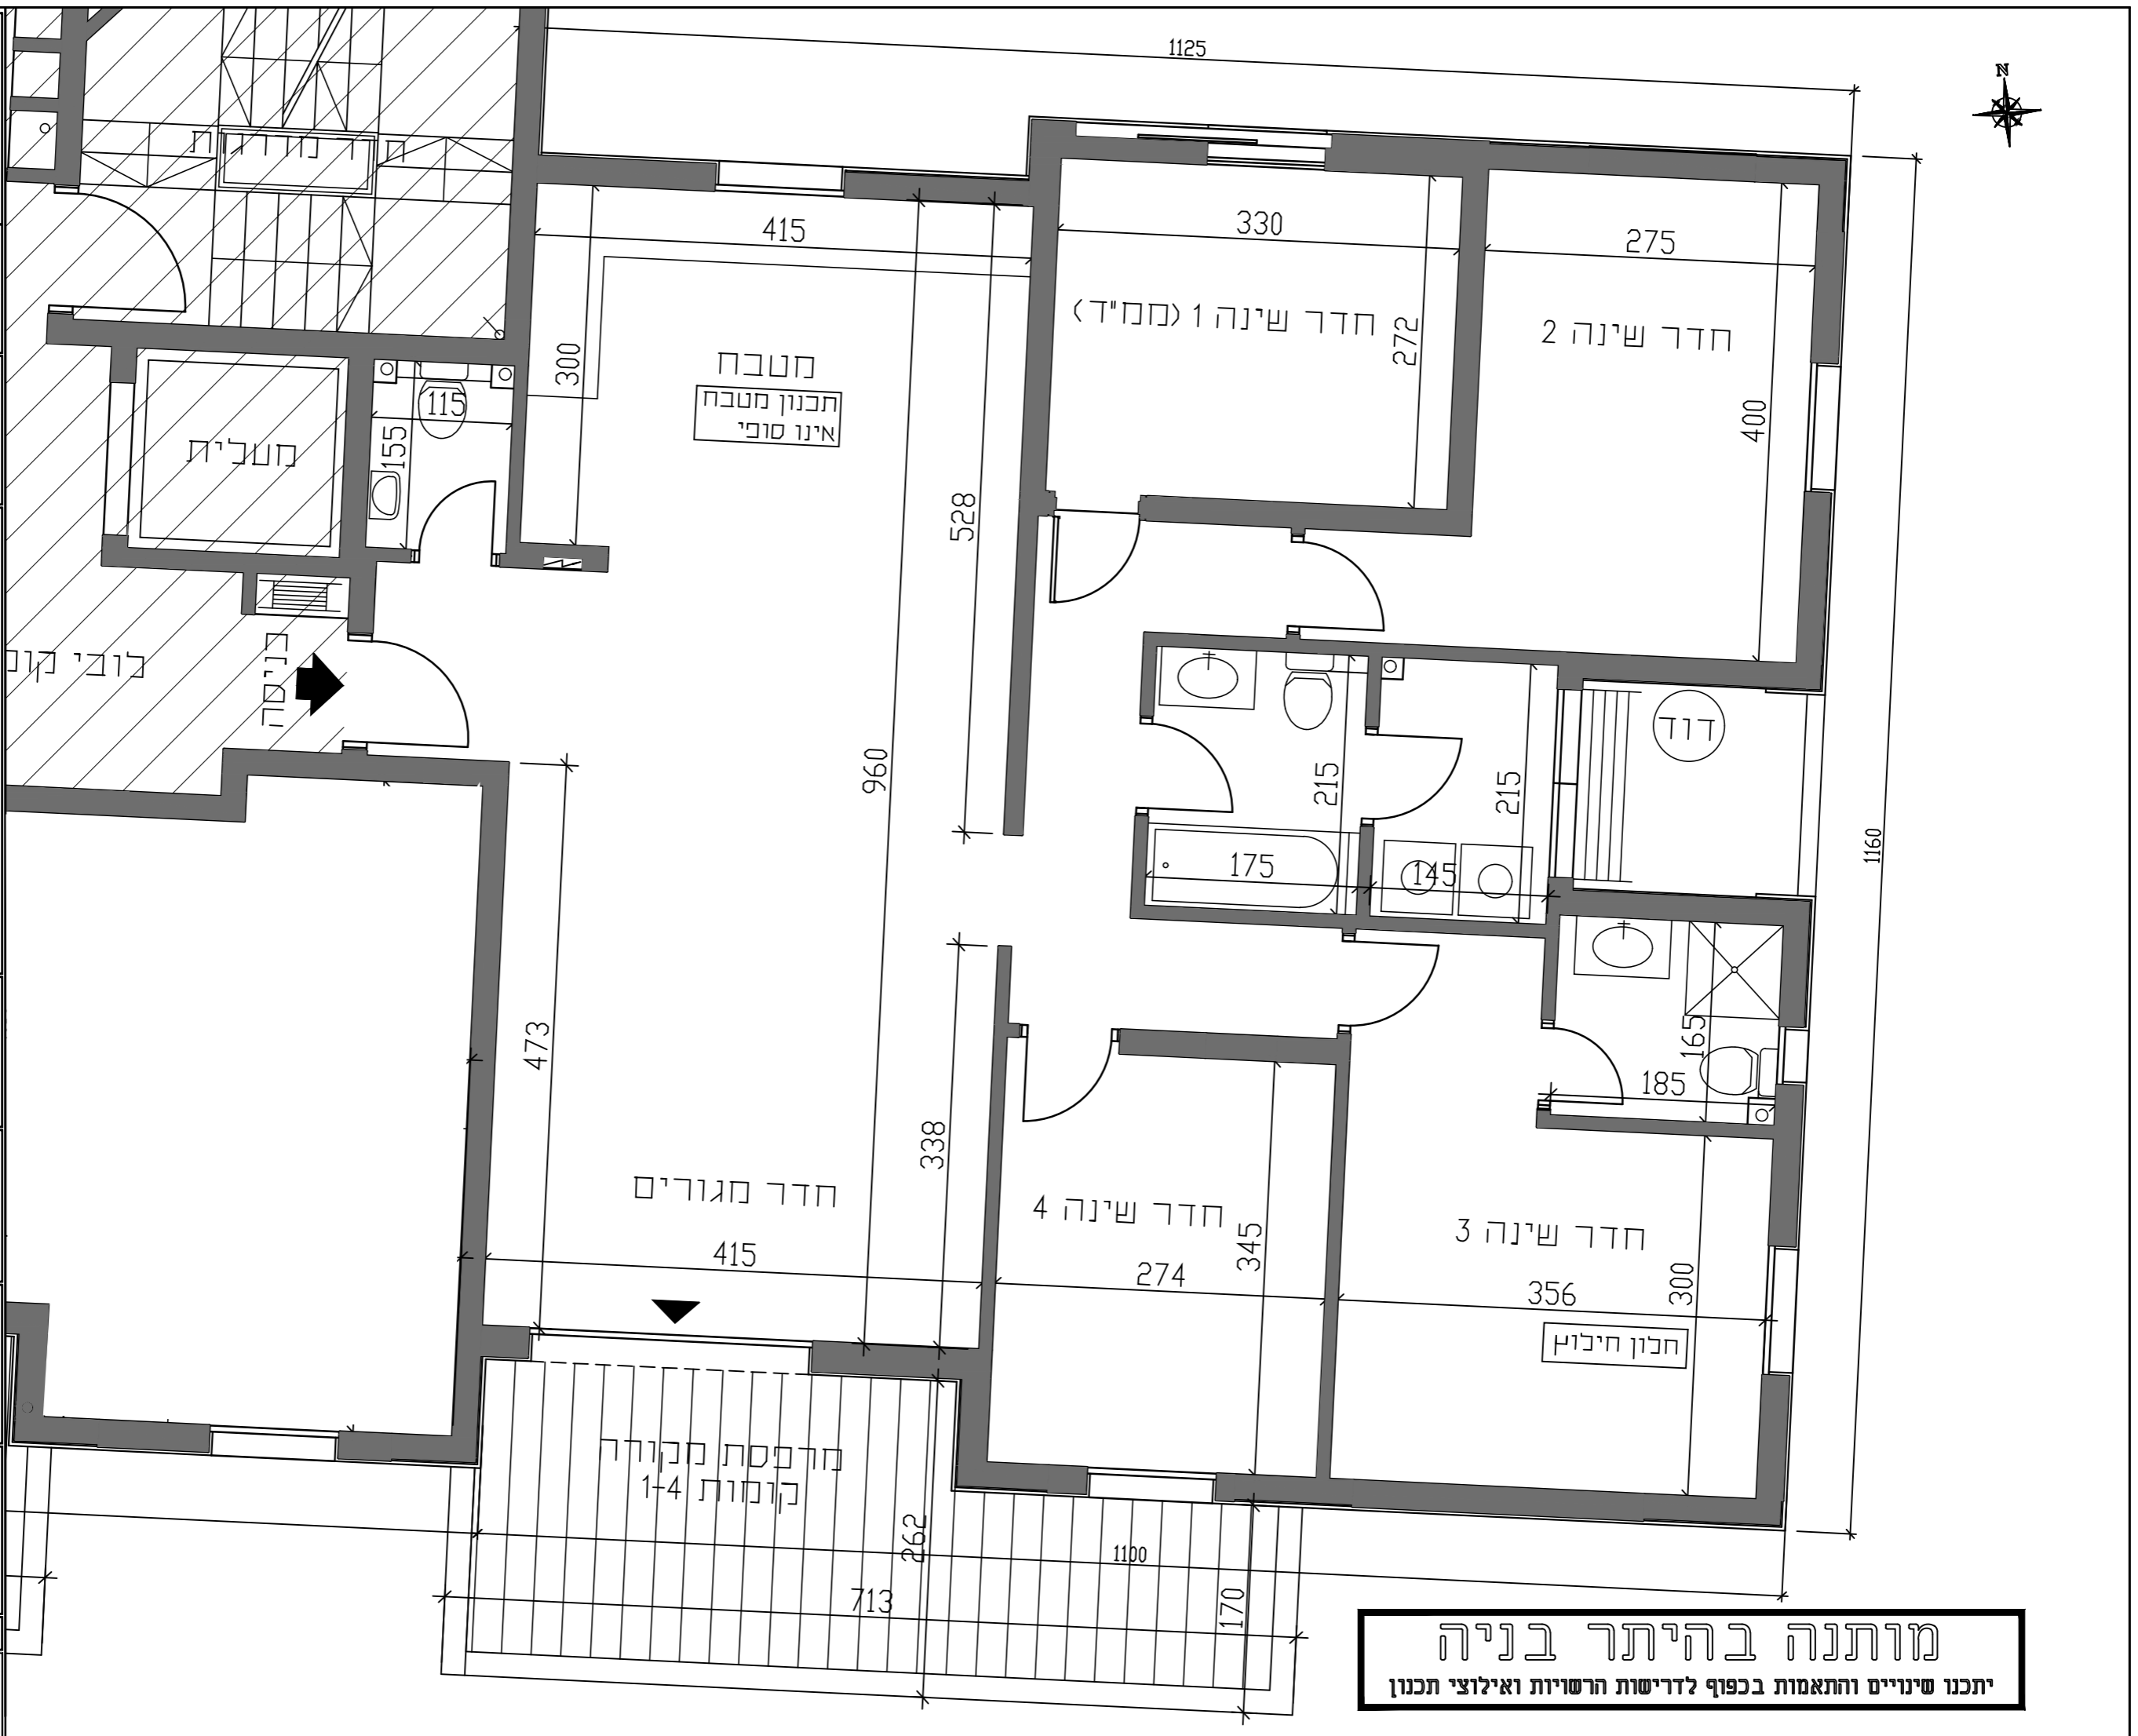 1125
N
חדר מדרגות
415
330
275
חדר שינה 1 (ממ"ד)
272
חדר שינה 2
300
מטבח
תכנון מטבח
אינו סופי
115
155
מעלית
400
528
לובי קומ
כניסה
דוד
960
215
215
1160
175
145
473
165
185
338
חדר מגורים
חדר שינה 4
345
חדר שינה 3
415
274
356
300
חלון חילוץ
מרפסת מקורה
קומות 1-4
262
1100
713
170
מותנה בהיתר בניה
יתכנו שינויים והתאמות בכפוף לדרישות הרשויות ואילוצי תכנון